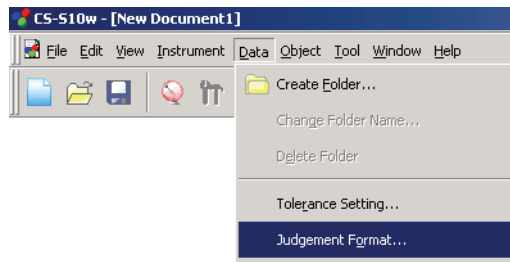 CS-S10w - [New Document1]
File Edit View Instrument Data Object Tool Window Help
Create Folder...
Change Folder Name...
Delete Folder
Tolerance Setting...
Judgement Format...